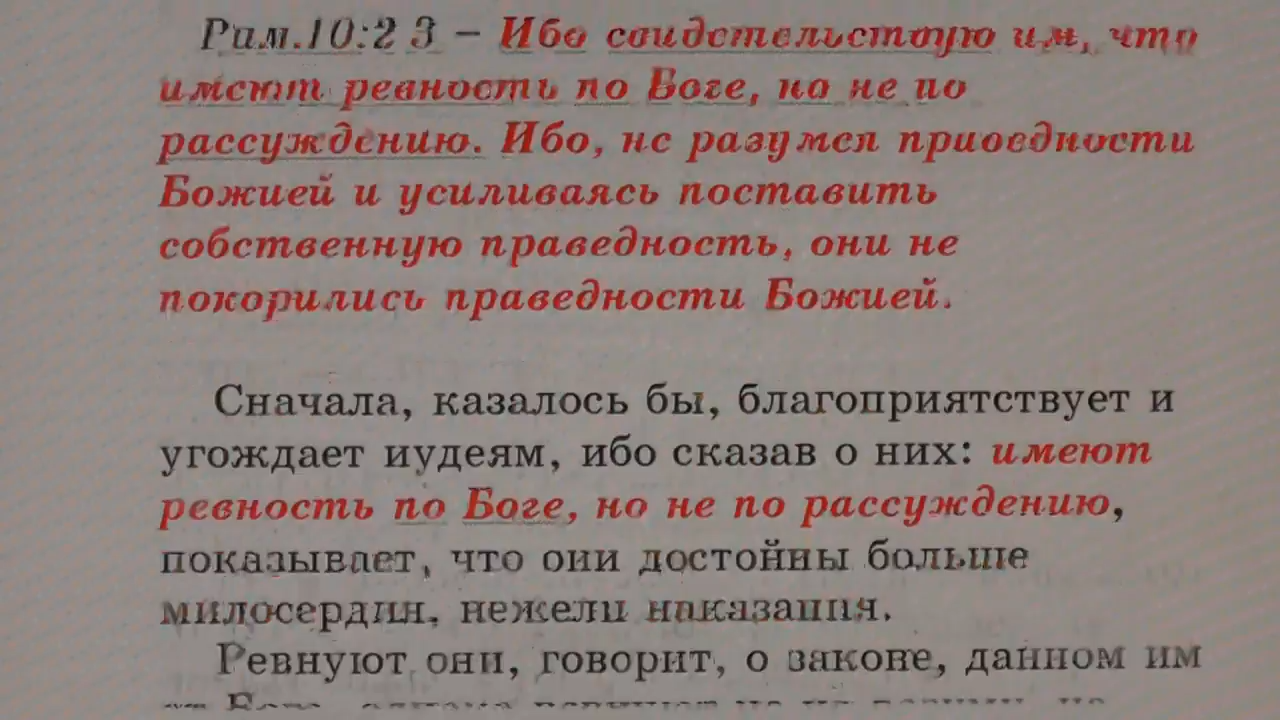 Рим.10:2 3 – Ибо свидетельствую им, что
имеют ревность по Боге, но не по
рассуждению. Ибо, не разумея праведности
Божией и усиливаясь поставить
собственную праведность, они не
покорились праведности Божией.
Сначала, казалось бы, благоприятствует и
угождает иудеям, ибо сказав о них: имеют
ревность по Боге, но не по рассуждению,
показывает, что они достойны больше
милосердия, нежели наказания.
Ревнуют они, говорит, о законе, данном им